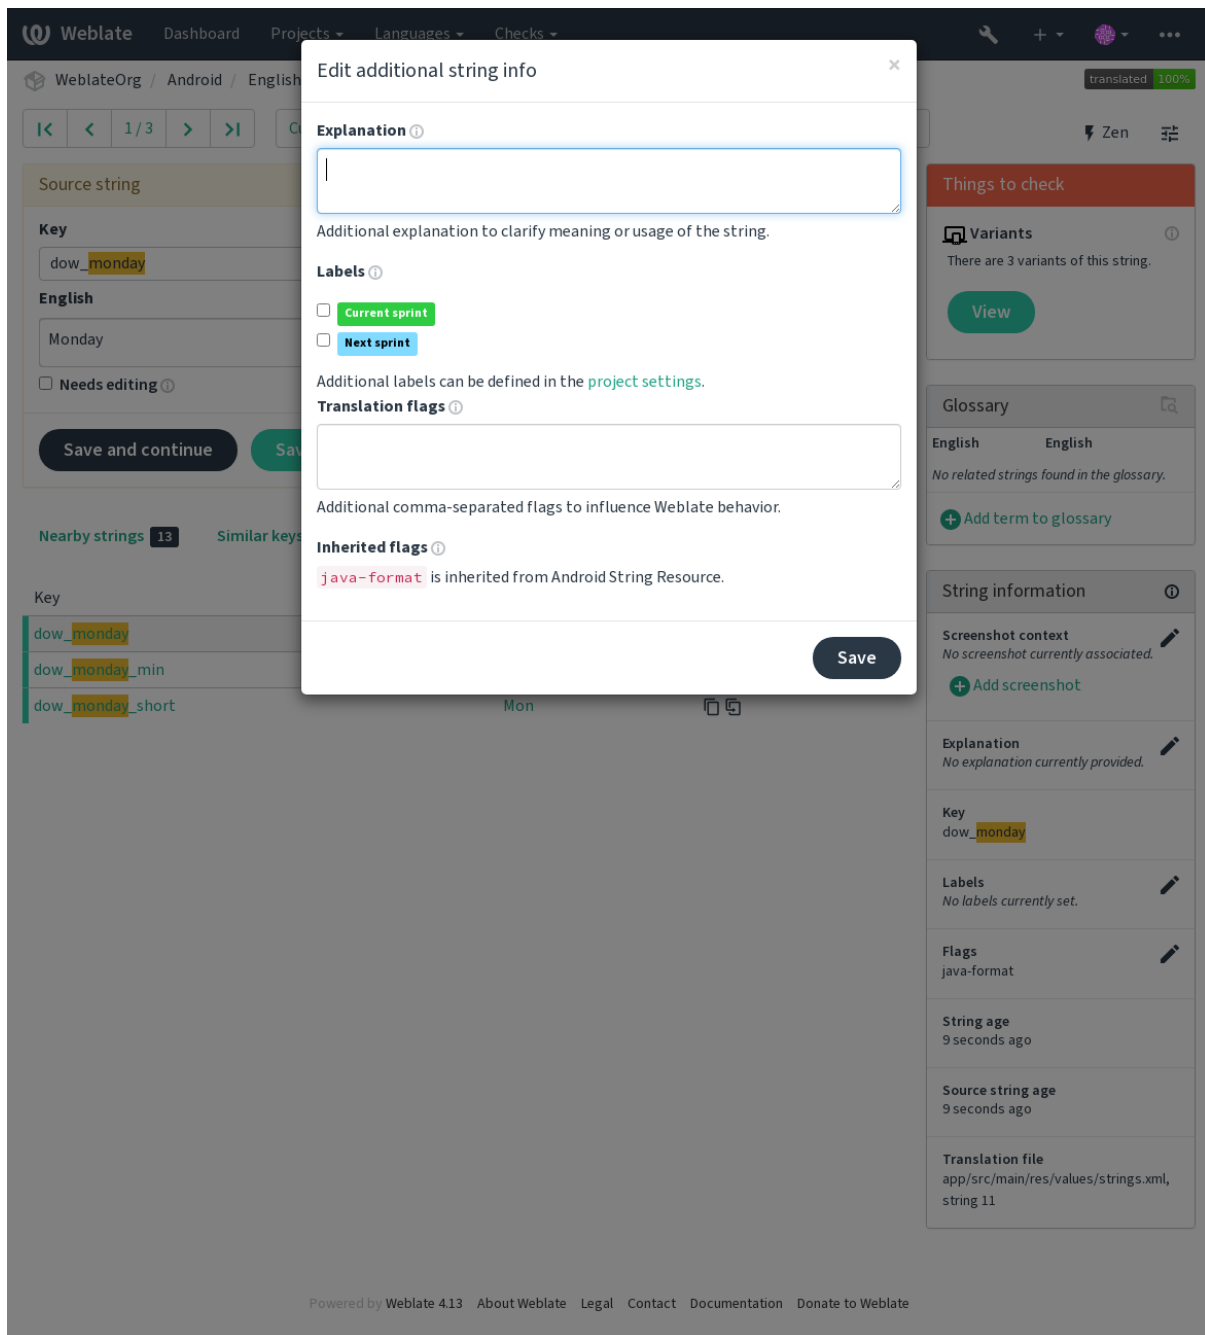 Weblate Dashboard Projects Languages Checks
WeblateOrg / Android / English
translated 100%
1 / 3
Zen
Edit additional string info
×
Explanation
Additional explanation to clarify meaning or usage of the string.
Labels
Current sprint
Next sprint
Additional labels can be defined in the project settings.
Translation flags
Additional comma-separated flags to influence Weblate behavior.
Inherited flags
java-format is inherited from Android String Resource.
Save
Source string
Key
dow_monday
English
Monday
Needs editing
Save and continue
Nearby strings 13 Similar keys
Key
dow_monday
dow_monday_min
dow_monday_short Mon
Things to check
Variants
There are 3 variants of this string.
View
Glossary
English English
No related strings found in the glossary.
Add term to glossary
String information
Screenshot context
No screenshot currently associated.
Add screenshot
Explanation
No explanation currently provided.
Key
dow_monday
Labels
No labels currently set.
Flags
java-format
String age
9 seconds ago
Source string age
9 seconds ago
Translation file
app/src/main/res/values/strings.xml,
string 11
Powered by Weblate 4.13 About Weblate Legal Contact Documentation Donate to Weblate